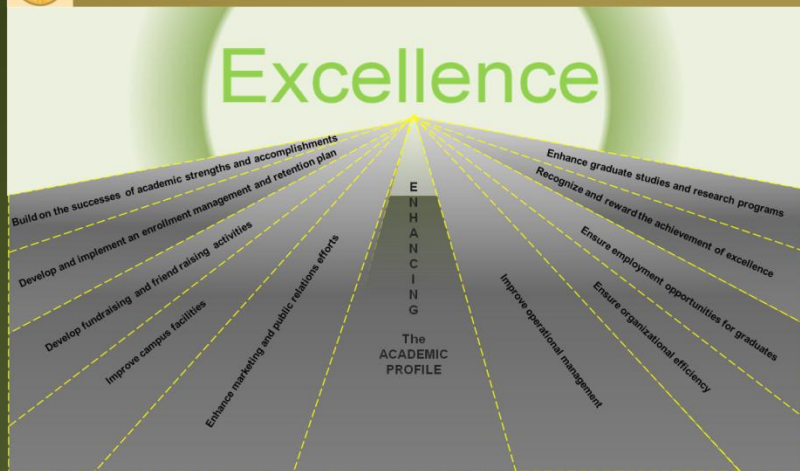 Excellence
Build on the successes of academic strengths and accomplishments
Develop and implement an enrollment management and retention plan
Develop fundraising and friend raising activities
Improve campus facilities
Enhance marketing and public relations efforts
E
N
H
A
N
C
I
N
G
The
ACADEMIC
PROFILE
Improve operational management
Ensure organizational efficiency
Ensure employment opportunities for graduates
Recognize and reward the achievement of excellence
Enhance graduate studies and research programs